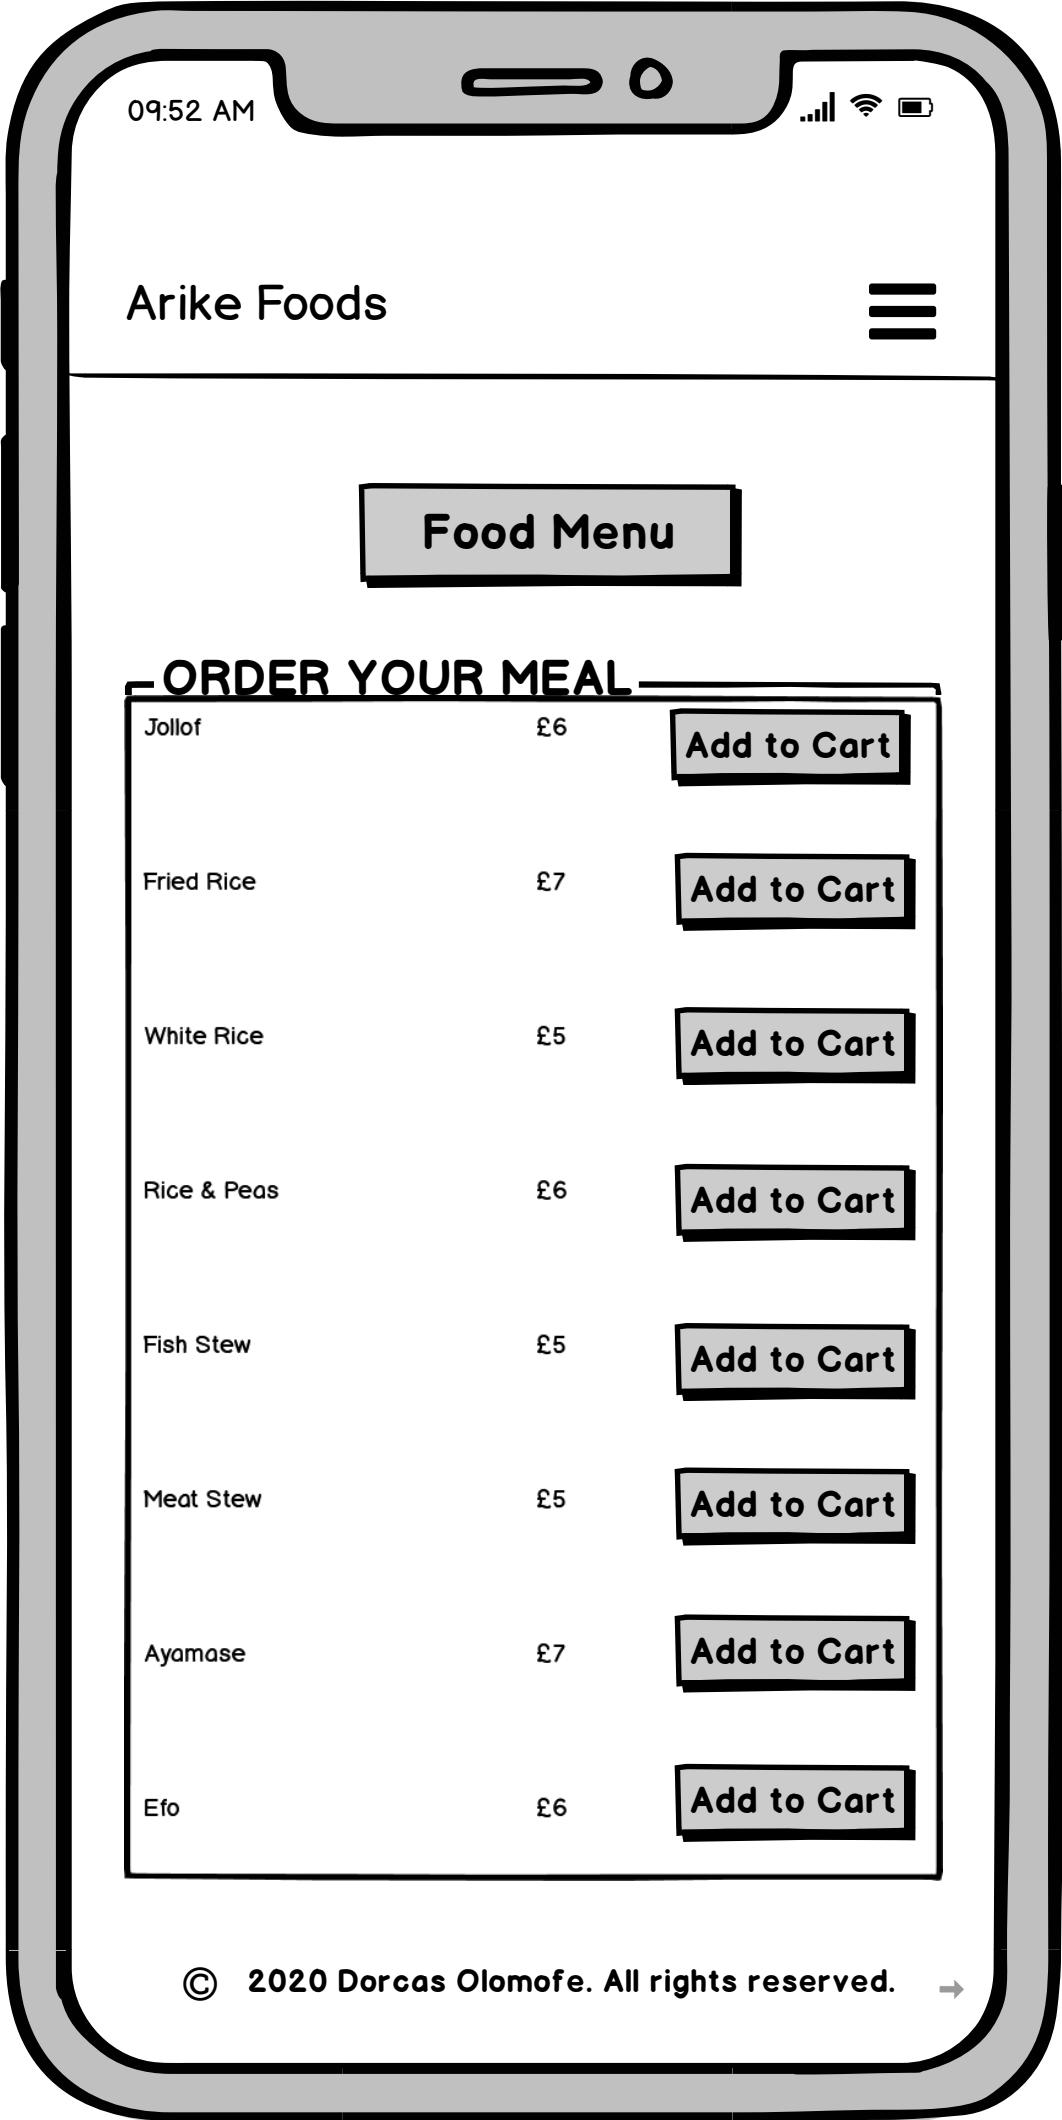 09:52 AM
Arike Foods
Food Menu
ORDER YOUR MEAL
Jollof £6 Add to Cart
Fried Rice £7 Add to Cart
White Rice £5 Add to Cart
Rice & Peas £6 Add to Cart
Fish Stew £5 Add to Cart
Meat Stew £5 Add to Cart
Ayamase £7 Add to Cart
Efo £6 Add to Cart
© 2020 Dorcas Olomofe. All rights reserved.